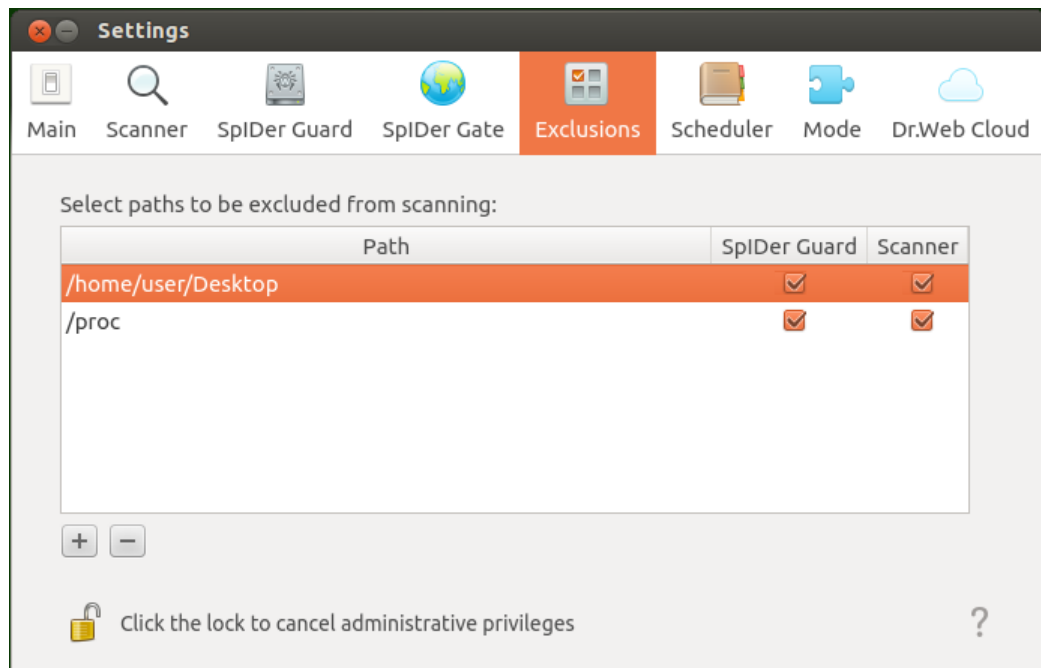 Settings
Main Scanner SpIDer Guard SpIDer Gate Exclusions Scheduler Mode Dr.Web Cloud
Select paths to be excluded from scanning:
Path SpIDer Guard Scanner
/home/user/Desktop
/proc
Click the lock to cancel administrative privileges ?